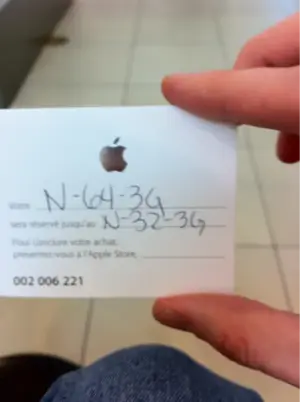 Votre N-64-3G
sera réservé jusqu'au N-32-3G
Pour conclure votre achat,
présentez-vous à l'Apple Store,
002 006 221